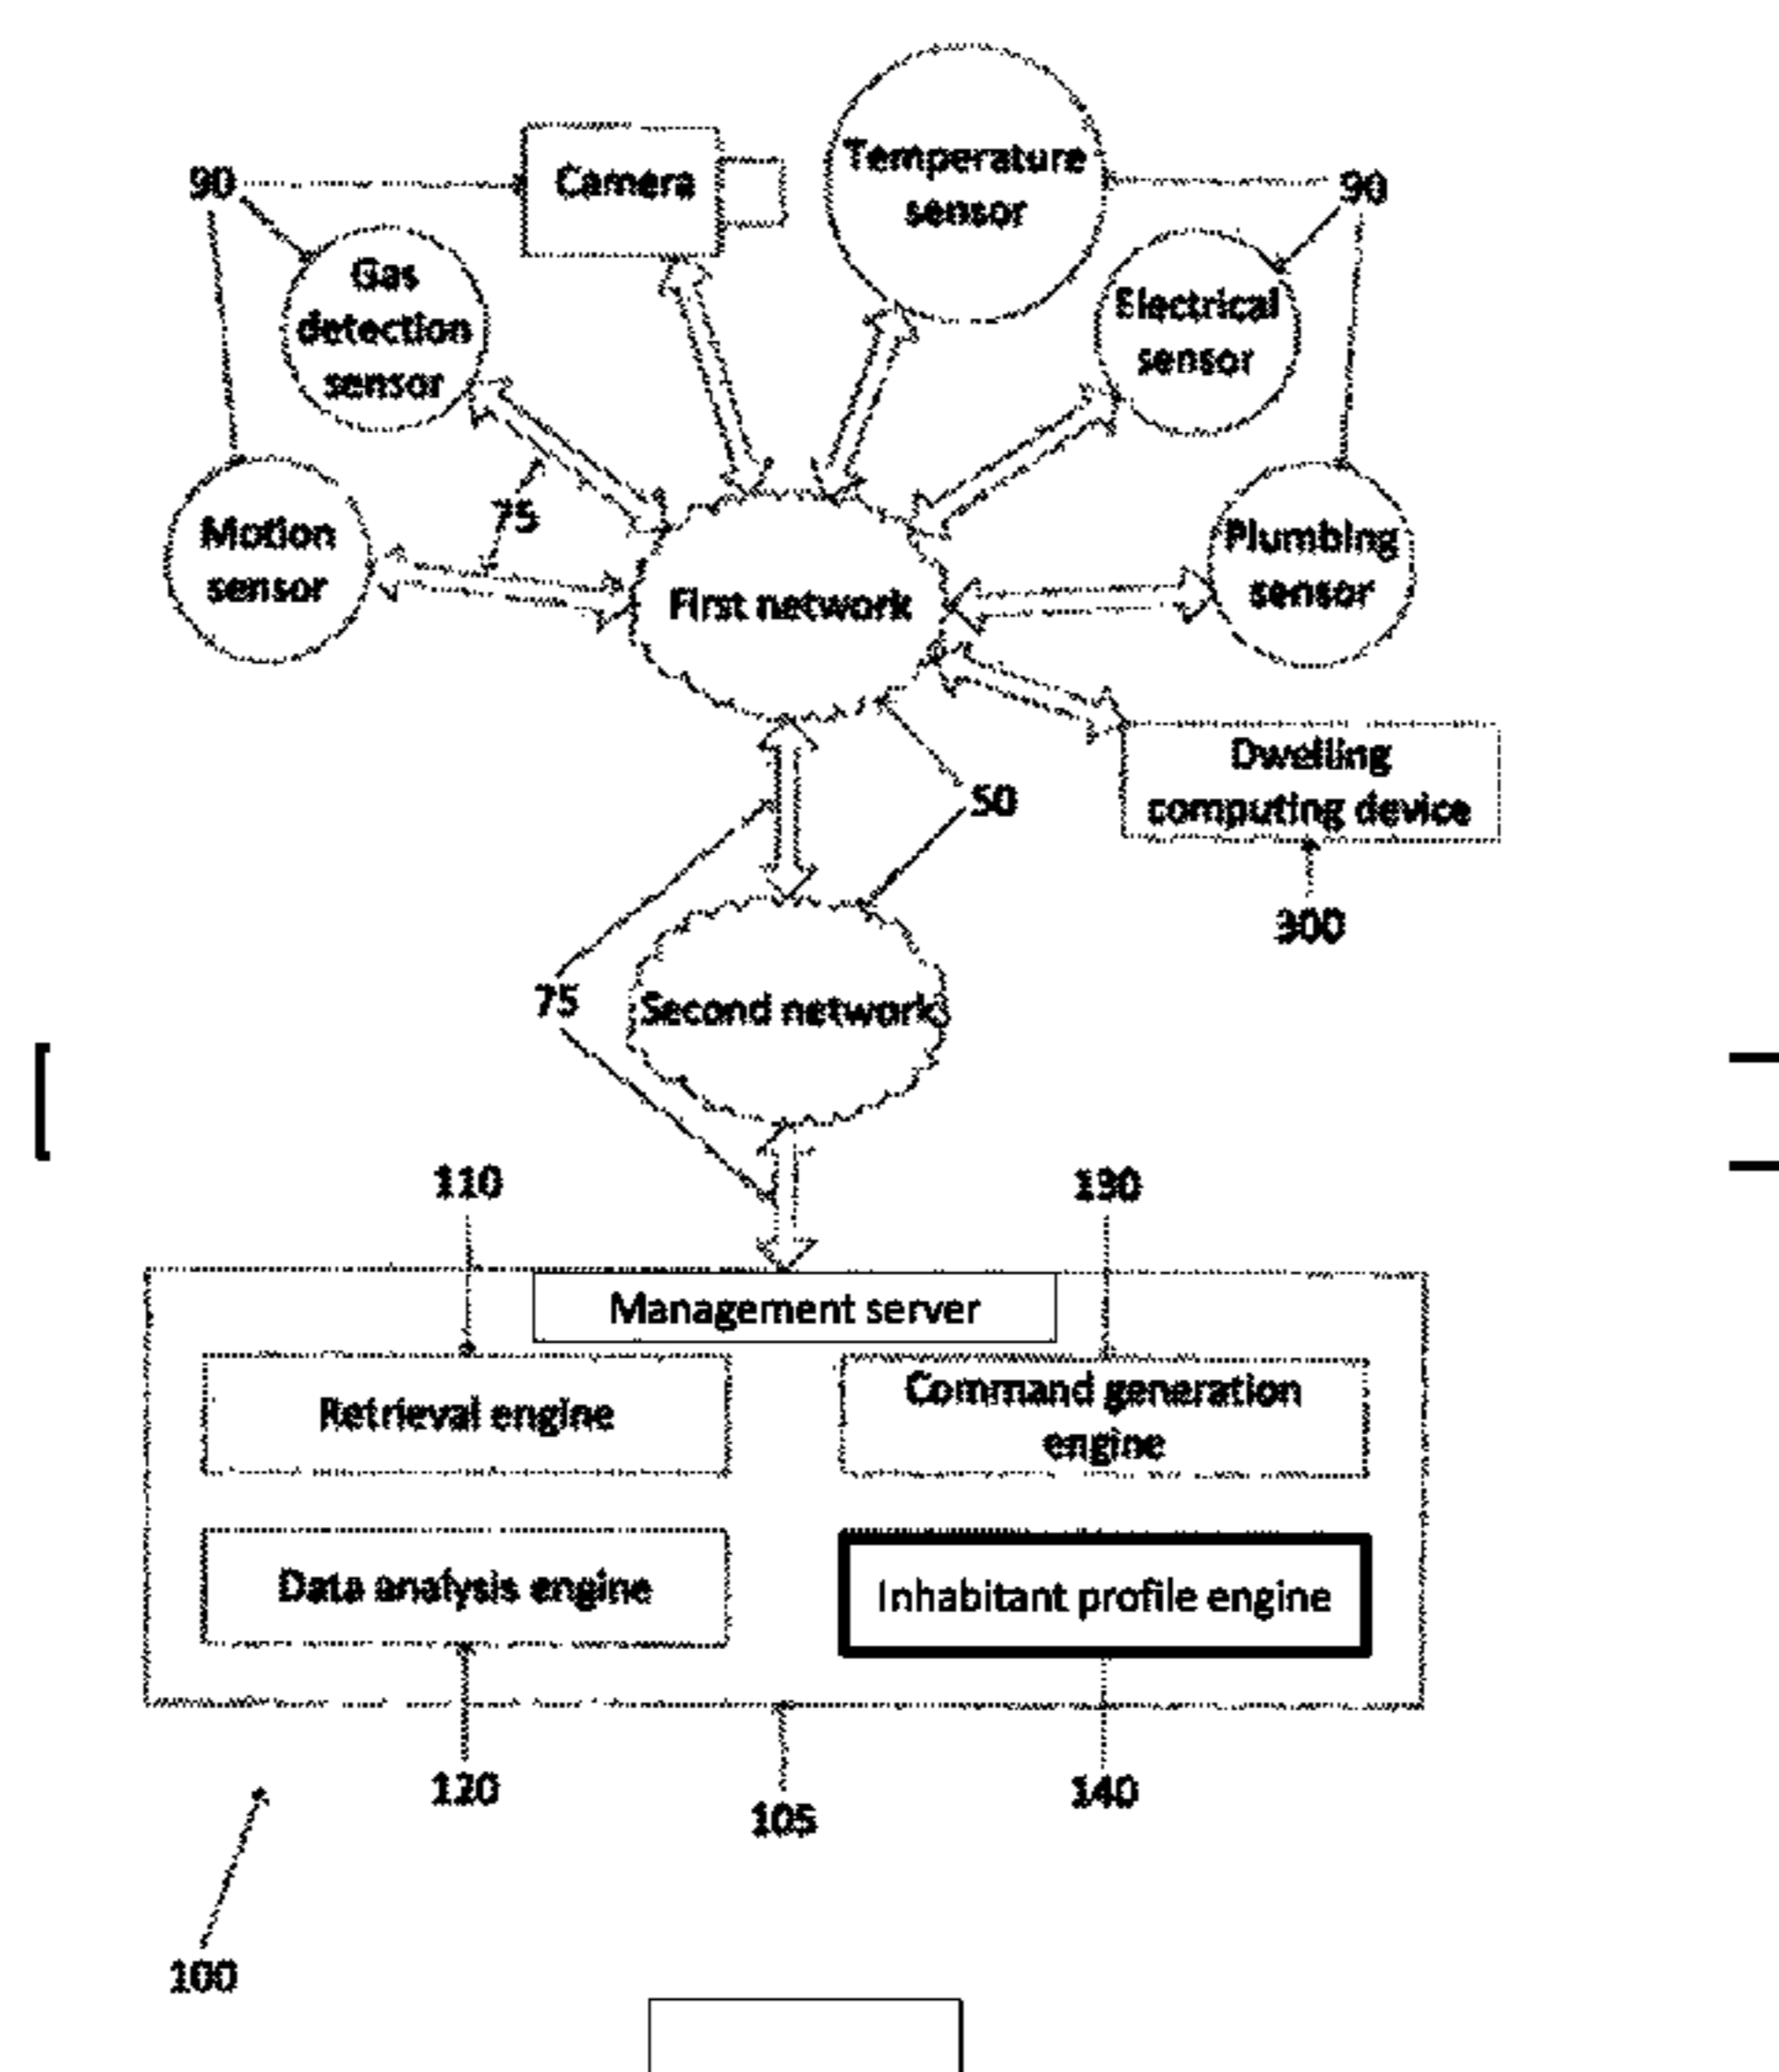 90
Camera
Temperature
sensor
90
Gas
detection
sensor
Electrical
sensor
75
Motion
sensor
First network
Plumbing
sensor
Dwelling
computing device
50
300
75
Second network
110
130
Management server
Retrieval engine
Command generation
engine
Data analysis engine
Inhabitant profile engine
120
105
140
100